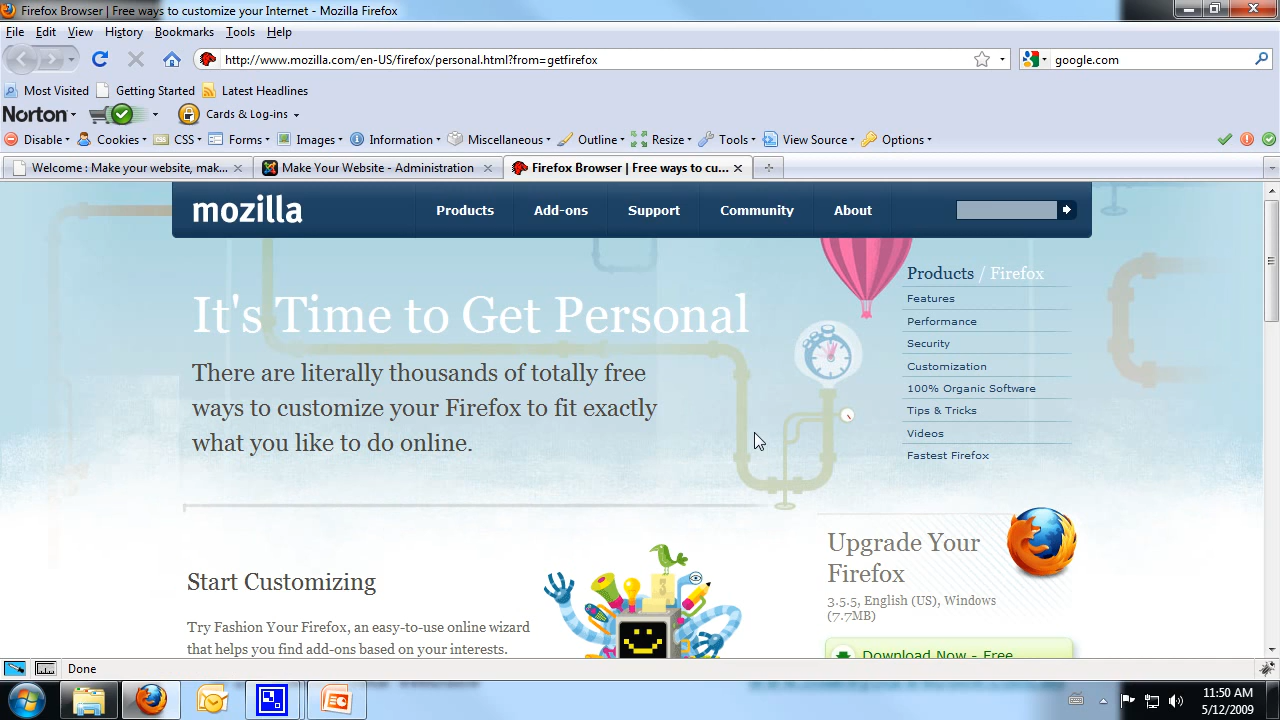 Firefox Browser | Free ways to customize your Internet - Mozilla Firefox
File Edit View History Bookmarks Tools Help
http://www.mozilla.com/en-US/firefox/personal.html?from=getfirefox
google.com
Most Visited Getting Started Latest Headlines
Norton Cards & Log-ins
Disable Cookies CSS Forms Images Information Miscellaneous Outline Resize Tools View Source Options
Welcome : Make your website, mak... Make Your Website - Administration Firefox Browser | Free ways to cu...
mozilla Products Add-ons Support Community About
It's Time to Get Personal
There are literally thousands of totally free
ways to customize your Firefox to fit exactly
what you like to do online.
Products / Firefox
Features
Performance
Security
Customization
100% Organic Software
Tips & Tricks
Videos
Fastest Firefox
Start Customizing
Try Fashion Your Firefox, an easy-to-use online wizard
that helps you find add-ons based on your interests.
Upgrade Your
Firefox
3.5.5, English (US), Windows
(7.7MB)
Download Now - Free
Done
11:50 AM
5/12/2009